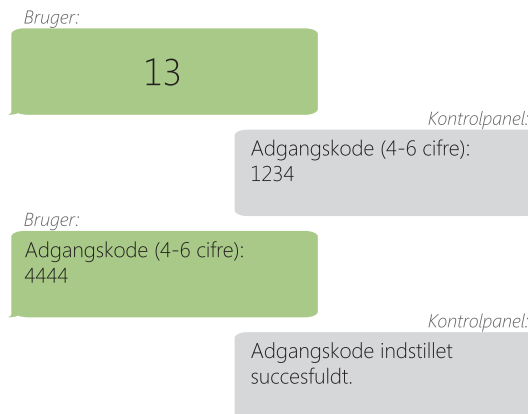 Bruger:
13
Kontrolpanel:
Adgangskode (4-6 cifre):
1234
Bruger:
Adgangskode (4-6 cifre):
4444
Kontrolpanel:
Adgangskode indstillet
succesfuldt.